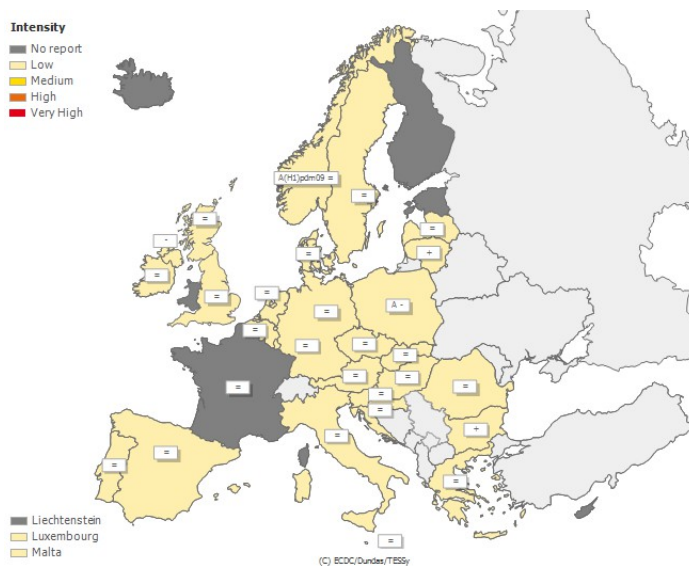 Intensity
No report
Low
Medium
High
Very High
A(H1)pdm09 =
=
=
-
=
=
+
=
=
=
A -
=
=
=
=
=
=
=
=
=
=
=
=
+
=
=
=
=
Liechtenstein
Luxembourg
Malta
=
(C) ECDC/Dundas/TESSy